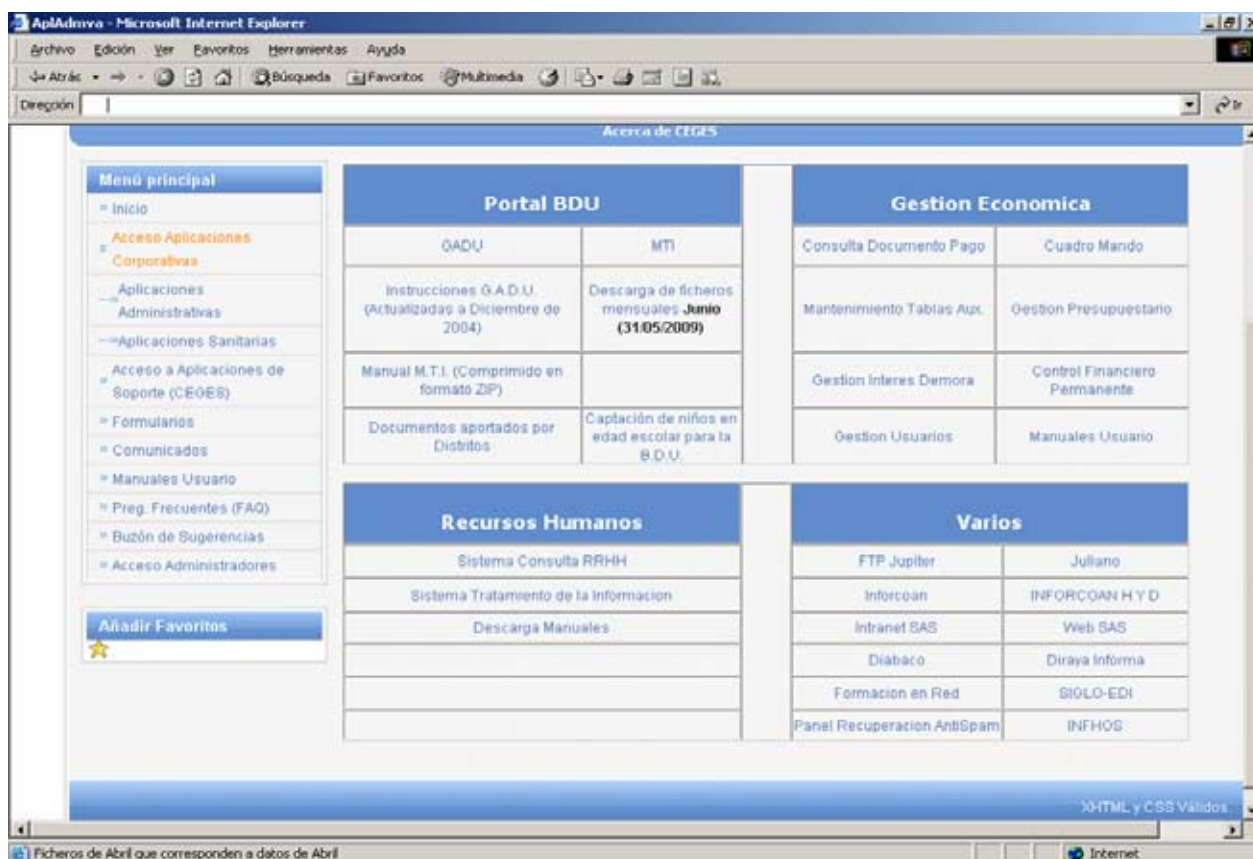 AplAdmva - Microsoft Internet Explorer
Archivo Edición Ver Favoritos Herramientas Ayuda
Atrás Búsqueda Favoritos Multimedia
Dirección Ir
Acerca de CEGES
Menú principal
Inicio
Acceso Aplicaciones
Corporativas
Aplicaciones
Administrativas
Aplicaciones Sanitarias
Acceso a Aplicaciones de
Soporte (CEGES)
Formularios
Comunicados
Manuales Usuario
Preg. Frecuentes (FAQ)
Buzón de Sugerencias
Acceso Administradores
Añadir Favoritos
Portal BDU
GADU MTI
Instrucciones G.A.D.U.
(Actualizadas a Diciembre de
2004)
Descarga de ficheros
mensuales Junio
(31/05/2009)
Manual M.T.I. (Comprimido en
formato ZIP)
Documentos aportados por
Distritos
Captación de niños en
edad escolar para la
B.D.U.
Gestion Economica
Consulta Documento Pago Cuadro Mando
Mantenimiento Tablas Aux. Gestion Presupuestario
Gestion Interes Demora
Control Financiero
Permanente
Gestion Usuarios Manuales Usuario
Recursos Humanos
Sistema Consulta RRHH
Sistema Tratamiento de la Informacion
Descarga Manuales
Varios
FTP Jupiter Juliano
Inforcoan INFORCOAN H Y D
Intranet SAS Web SAS
Diabaco Diraya Informa
Formacion en Red SIGLO-EDI
Panel Recuperacion AntiSpam INFHOS
XHTML y CSS Válidos
Ficheros de Abril que corresponden a datos de Abril Internet